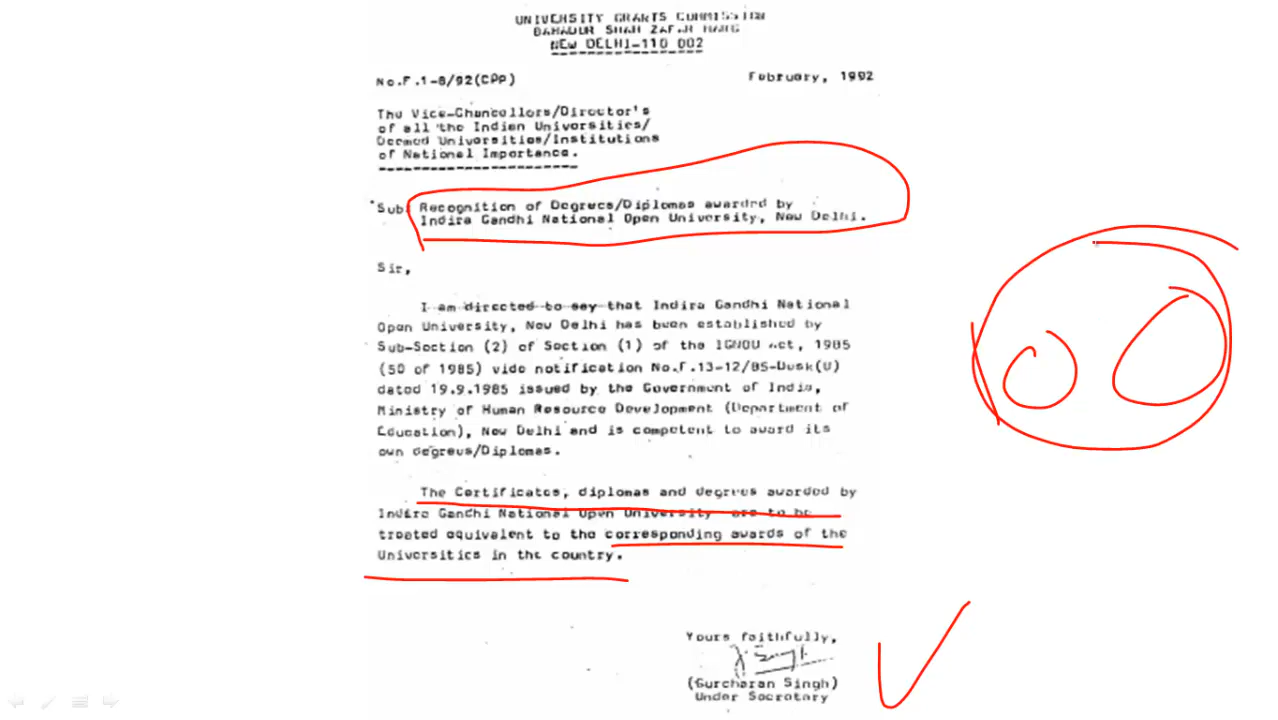 UNIVERSITY GRANTS COMMISSION
BAHADUR SHAH ZAFAR MARG
NEW DELHI-110 002
No.F.1-8/92(CPP)
February, 1992
The Vice-Chancellors/Director's
of all the Indian Universities/
Deemed Universities/Institutions
of National Importance.
Sub: Recognition of Degrees/Diplomas awarded by
Indira Gandhi National Open University, New Delhi.
Sir,
I am directed to say that Indira Gandhi National
Open University, New Delhi has been established by
Sub-Section (2) of Section (1) of the IGNOU Act, 1985
(50 of 1985) vide notification No.F.13-12/85-Desk(U)
dated 19.9.1985 issued by the Government of India,
Ministry of Human Resource Development (Department of
Education), New Delhi and is competent to award its
own degrees/Diplomas.
The Certificates, diplomas and degrees awarded by
Indira Gandhi National Open University are to be
treated equivalent to the corresponding awards of the
Universities in the country.
Yours faithfully,
(Gurcharan Singh)
Under Secretary